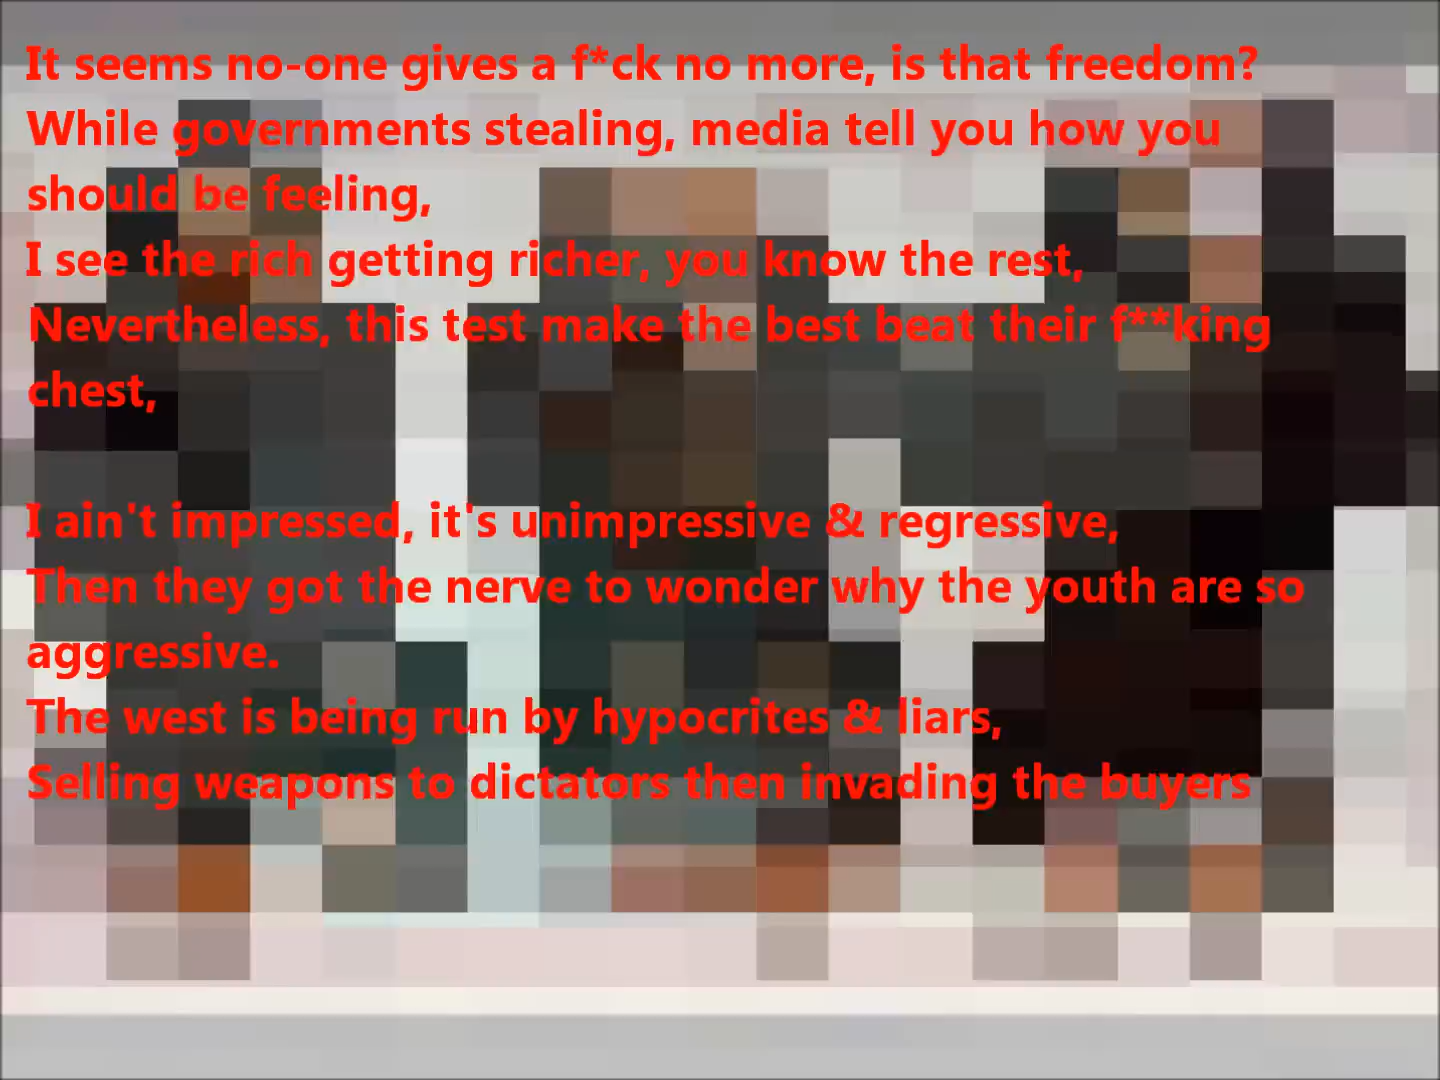 It seems no-one gives a f*ck no more, is that freedom?
While governments stealing, media tell you how you
should be feeling,
I see the rich getting richer, you know the rest,
Nevertheless, this test make the best beat their f**king
chest,
I ain't impressed, it's unimpressive & regressive,
Then they got the nerve to wonder why the youth are so
aggressive.
The west is being run by hypocrites & liars,
Selling weapons to dictators then invading the buyers